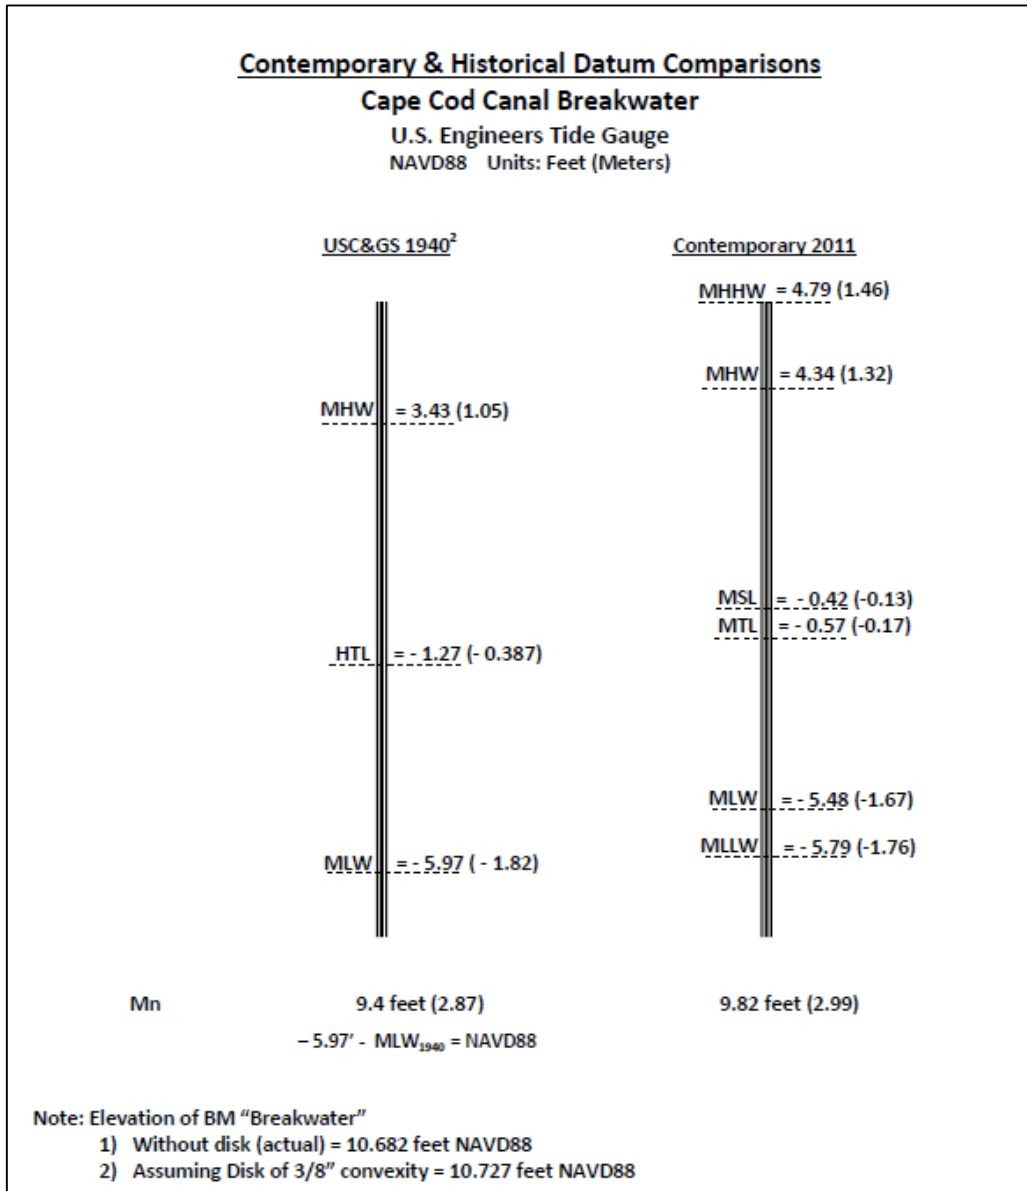 Contemporary & Historical Datum Comparisons
Cape Cod Canal Breakwater
U.S. Engineers Tide Gauge
NAVD88 Units: Feet (Meters)
USC&GS 1940²
MHW = 3.43 (1.05)
HTL = - 1.27 (- 0.387)
MLW = - 5.97 ( - 1.82)
Contemporary 2011
MHHW = 4.79 (1.46)
MHW = 4.34 (1.32)
MSL = - 0.42 (-0.13)
MTL = - 0.57 (-0.17)
MLW = - 5.48 (-1.67)
MLLW = - 5.79 (-1.76)
Mn 9.4 feet (2.87) 9.82 feet (2.99)
– 5.97' - MLW₁₉₄₀ = NAVD88
Note: Elevation of BM “Breakwater”
1) Without disk (actual) = 10.682 feet NAVD88
2) Assuming Disk of 3/8” convexity = 10.727 feet NAVD88